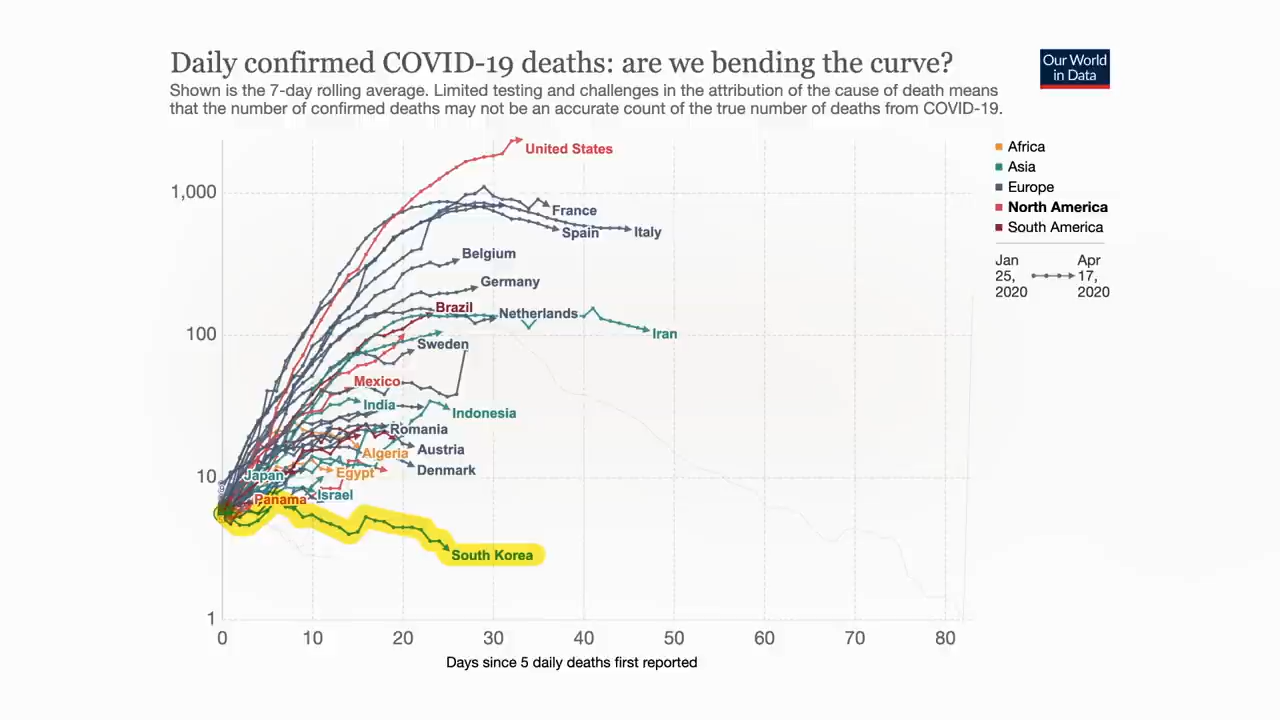 Daily confirmed COVID-19 deaths: are we bending the curve?
Shown is the 7-day rolling average. Limited testing and challenges in the attribution of the cause of death means
that the number of confirmed deaths may not be an accurate count of the true number of deaths from COVID-19.
Our World
in Data
United States
1,000
France
Spain
Italy
Belgium
Germany
Brazil
Netherlands
100
Iran
Sweden
Mexico
India
Indonesia
Romania
Austria
Algeria
Denmark
10
Japan
Egypt
Israel
Panama
South Korea
1
0 10 20 30 40 50 60 70 80
Days since 5 daily deaths first reported
Africa
Asia
Europe
North America
South America
Jan
25,
2020
Apr
17,
2020